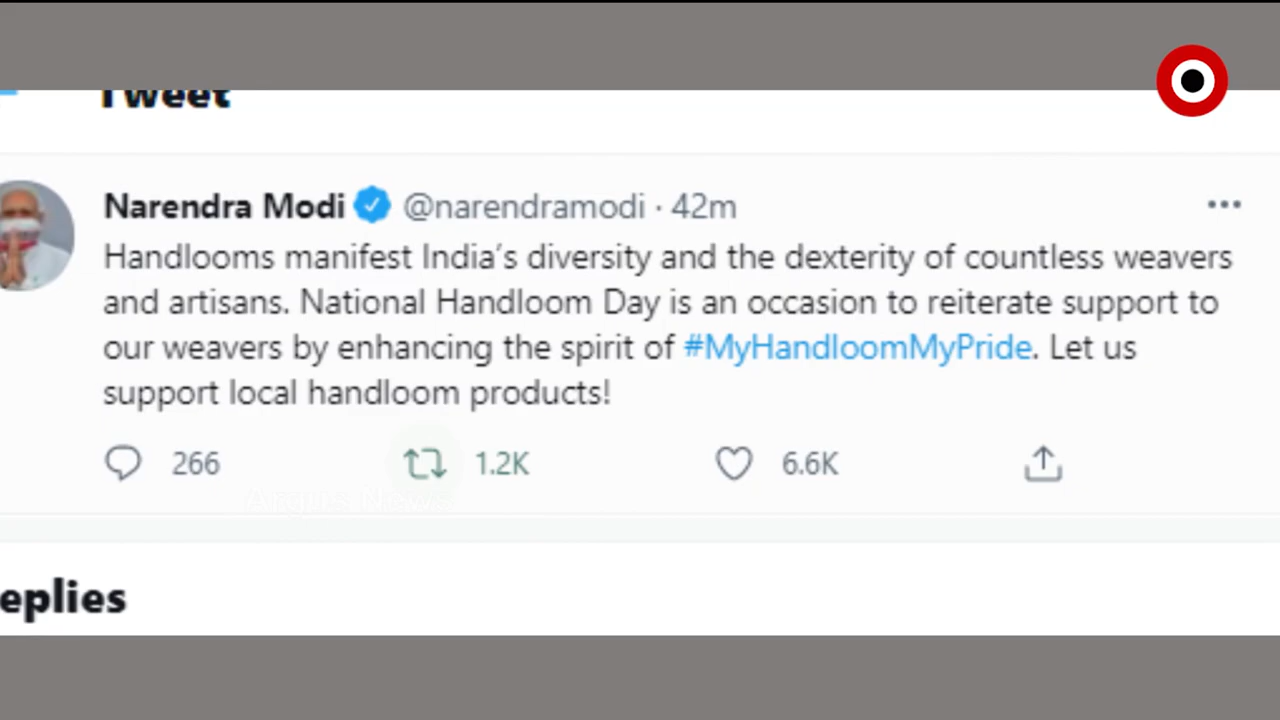 Tweet
Narendra Modi @narendramodi · 42m
Handlooms manifest India’s diversity and the dexterity of countless weavers
and artisans. National Handloom Day is an occasion to reiterate support to
our weavers by enhancing the spirit of #MyHandloomMyPride. Let us
support local handloom products!
266 1.2K 6.6K
Argus News
eplies